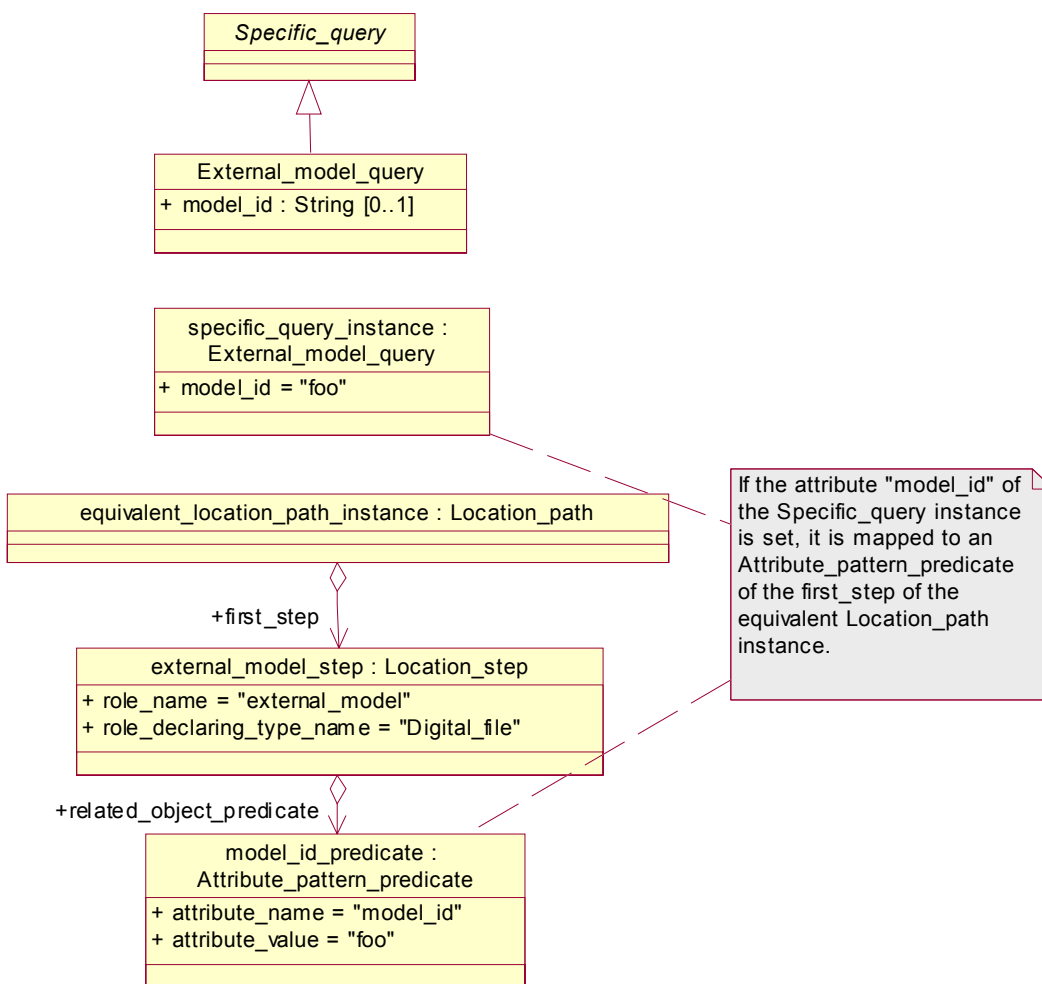 Specific_query
External_model_query
+ model_id : String [0..1]
specific_query_instance :
External_model_query
+ model_id = "foo"
equivalent_location_path_instance : Location_path
+first_step
external_model_step : Location_step
+ role_name = "external_model"
+ role_declaring_type_name = "Digital_file"
+related_object_predicate
model_id_predicate :
Attribute_pattern_predicate
+ attribute_name = "model_id"
+ attribute_value = "foo"
If the attribute "model_id" of
the Specific_query instance
is set, it is mapped to an
Attribute_pattern_predicate
of the first_step of the
equivalent Location_path
instance.